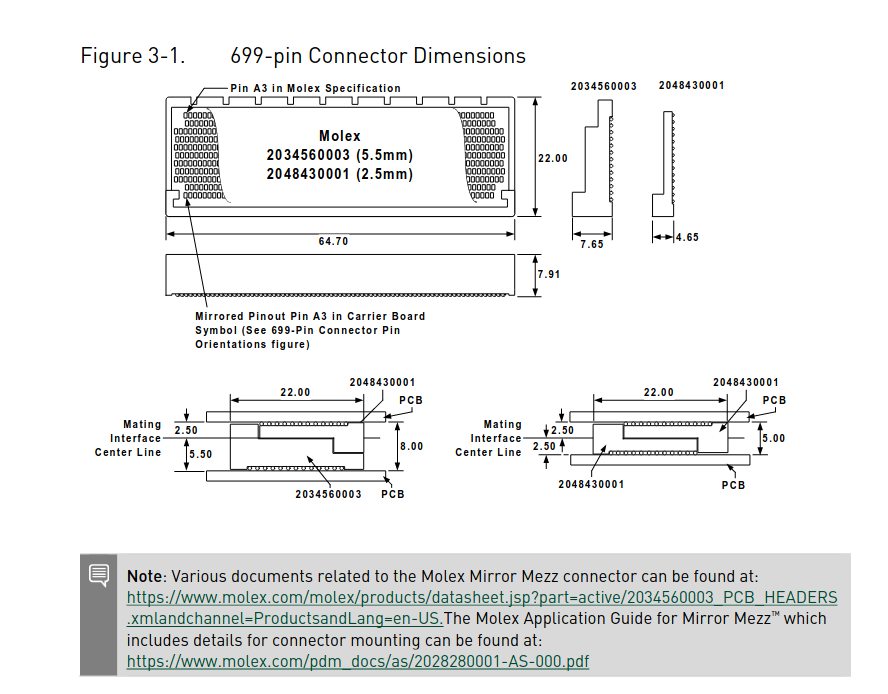 Figure 3-1. 699-pin Connector Dimensions
Pin A3 in Molex Specification
2034560003 2048430001
Molex
2034560003 (5.5mm)
2048430001 (2.5mm)
22.00
64.70
7.65
4.65
7.91
Mirrored Pinout Pin A3 in Carrier Board
Symbol (See 699-Pin Connector Pin
Orientations figure)
2048430001
22.00
PCB
Mating
Interface
Center Line
2.50
5.50
8.00
2034560003
PCB
2048430001
22.00
PCB
Mating
Interface
Center Line
2.50
2.50
5.00
2048430001
PCB
Note: Various documents related to the Molex Mirror Mezz connector can be found at:
https://www.molex.com/molex/products/datasheet.jsp?part=active/2034560003_PCB_HEADERS
.xmlandchannel=ProductsandLang=en-US.The Molex Application Guide for Mirror Mezz™ which
includes details for connector mounting can be found at:
https://www.molex.com/pdm_docs/as/2028280001-AS-000.pdf